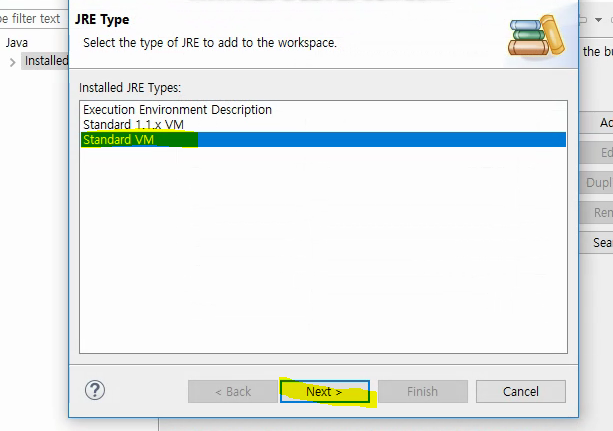 pe filter text
Java
Installed
JRE Type
Select the type of JRE to add to the workspace.
Installed JRE Types:
Execution Environment Description
Standard 1.1.x VM
Standard VM
? < Back Next > Finish Cancel
the bu
Ac
Ed
Dupl
Ren
Sea